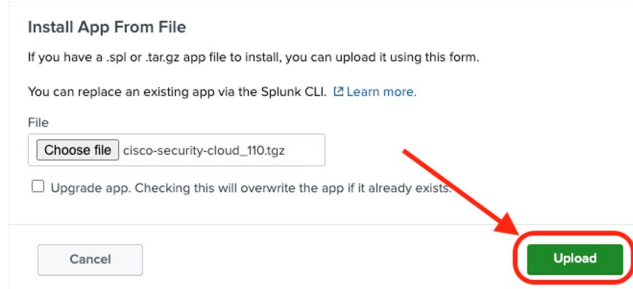 Install App From File
If you have a .spl or .tar.gz app file to install, you can upload it using this form.
You can replace an existing app via the Splunk CLI. Learn more.
File
Choose file cisco-security-cloud_110.tgz
Upgrade app. Checking this will overwrite the app if it already exists.
Cancel Upload